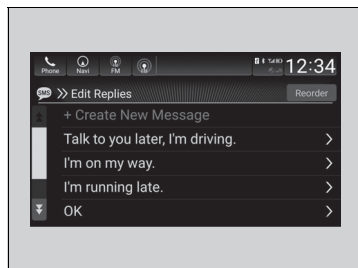 Phone
Navi
FM
12:34
SMS
Edit Replies
Reorder
+ Create New Message
Talk to you later, I'm driving.
I'm on my way.
I'm running late.
OK